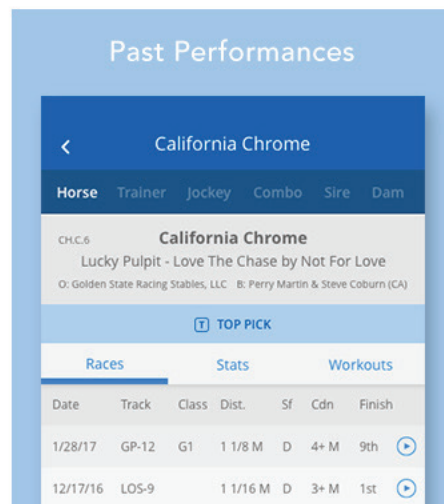 Past Performances
California Chrome
Horse Trainer Jockey Combo Sire Dam
CH.C.6 California Chrome
Lucky Pulpit - Love The Chase by Not For Love
O: Golden State Racing Stables, LLC B: Perry Martin & Steve Coburn (CA)
T TOP PICK
Races Stats Workouts
Date Track Class Dist. Sf Cdn Finish
1/28/17 GP-12 G1 1 1/8 M D 4+ M 9th
12/17/16 LOS-9 1 1/16 M D 3+ M 1st